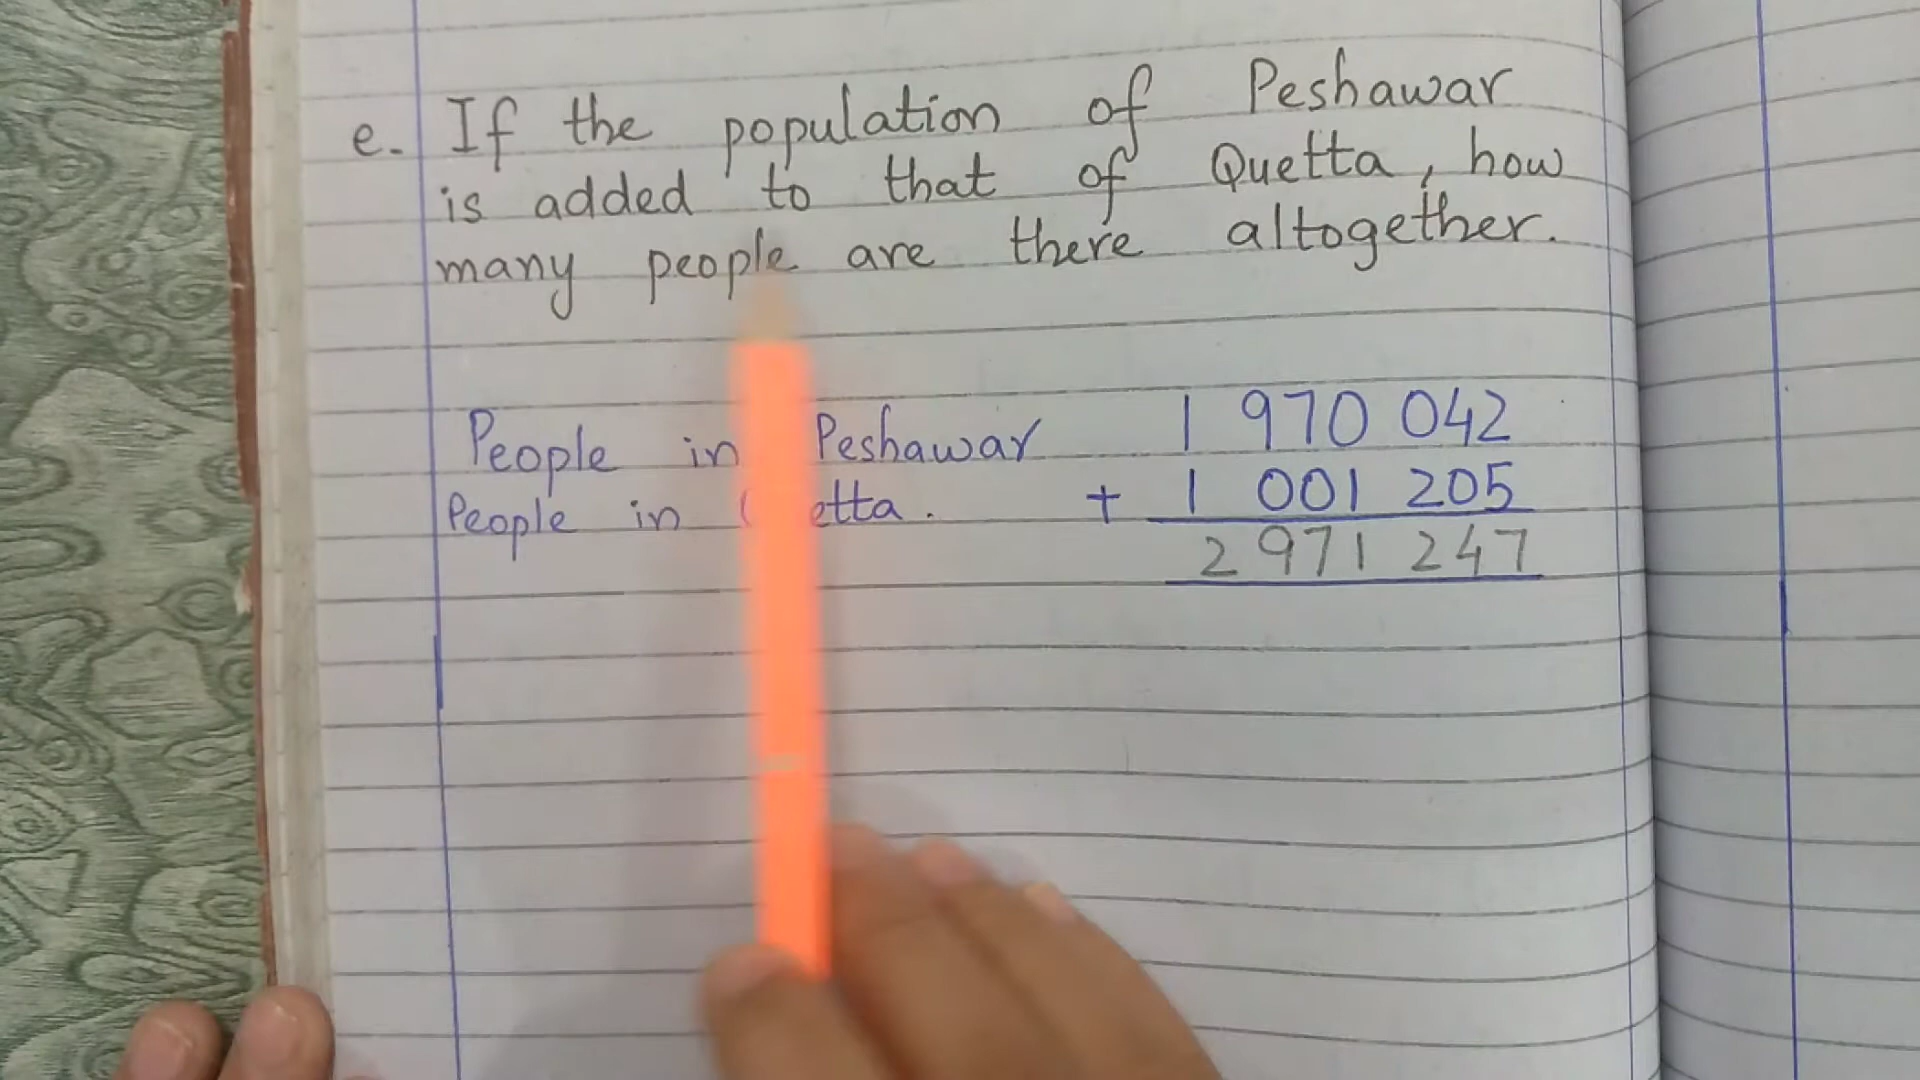 e. If the population of Peshawar
is added to that of Quetta, how
many people are there altogether.
People in Peshawar 1 970 042
People in etta. + 1 001 205
2 971 247